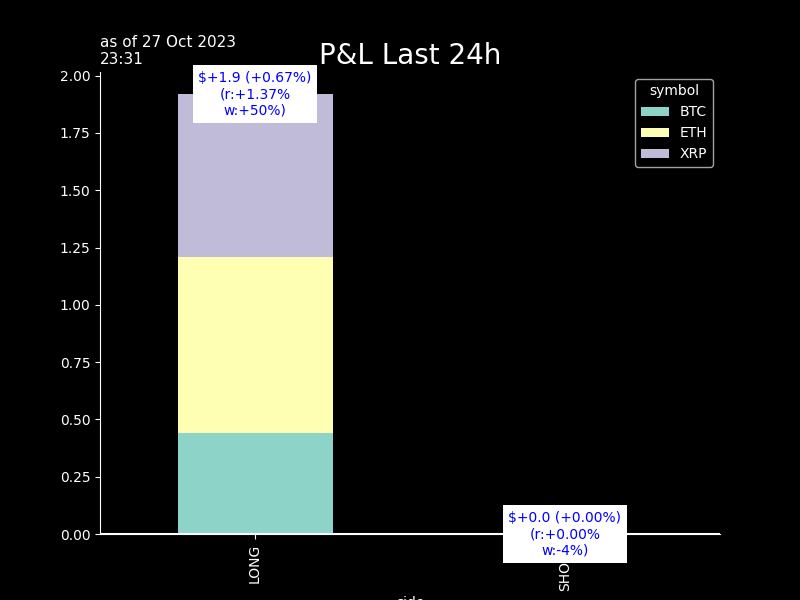 as of 27 Oct 2023
23:31
P&L Last 24h
2.00
1.75
1.50
1.25
1.00
0.75
0.50
0.25
0.00
$+1.9 (+0.67%)
(r:+1.37%
w:+50%)
symbol
BTC
ETH
XRP
$+0.0 (+0.00%)
(r:+0.00%
w:-4%)
LONG
SHO